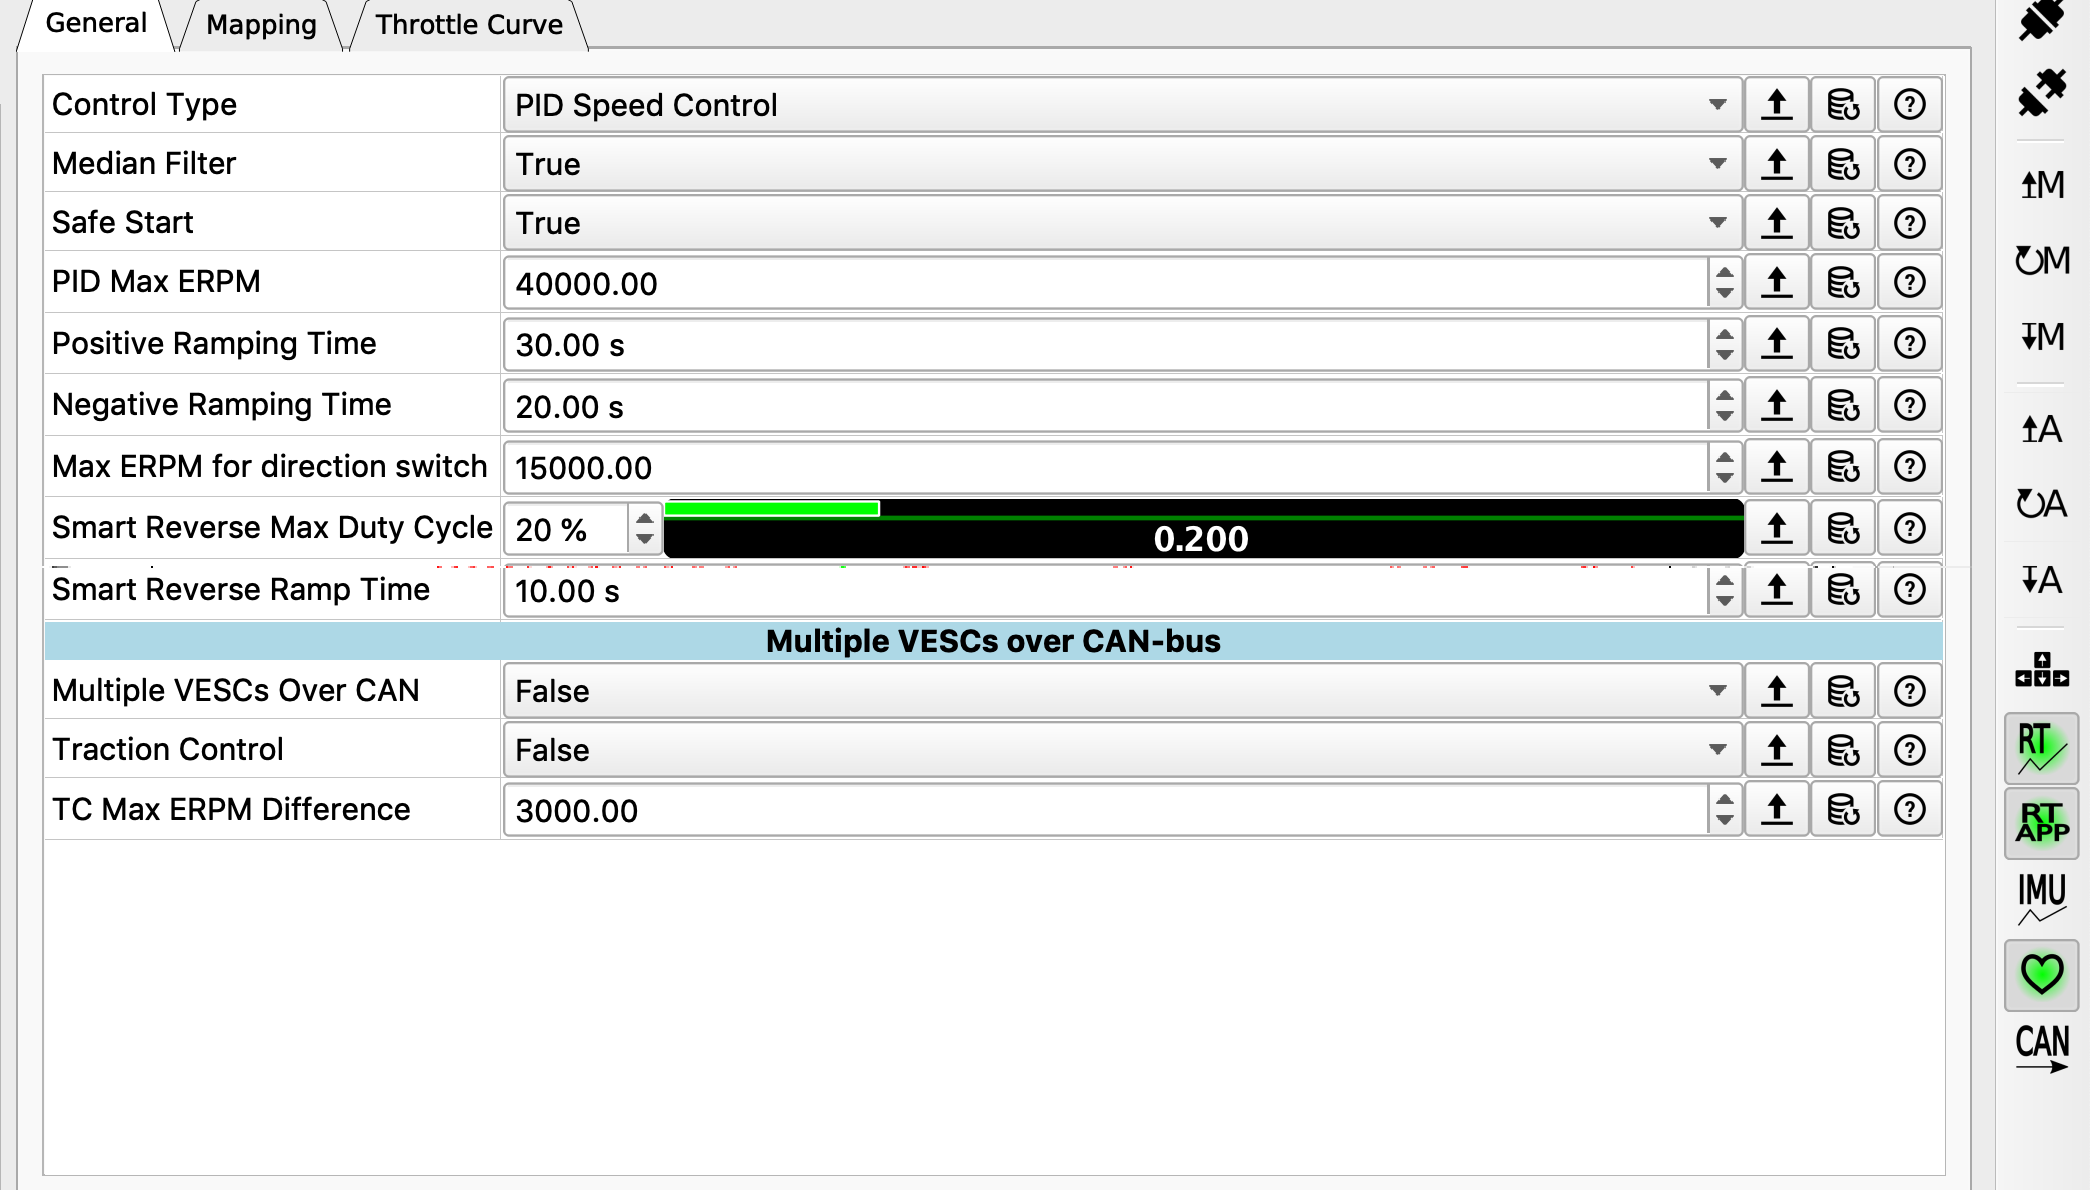 General Mapping Throttle Curve
Control Type PID Speed Control
Median Filter True
Safe Start True
PID Max ERPM 40000.00
Positive Ramping Time 30.00 s
Negative Ramping Time 20.00 s
Max ERPM for direction switch 15000.00
Smart Reverse Max Duty Cycle 20 % 0.200
Smart Reverse Ramp Time 10.00 s
Multiple VESCs over CAN-bus
Multiple VESCs Over CAN False
Traction Control False
TC Max ERPM Difference 3000.00
M
M
M
A
A
A
RT
RT
APP
IMU
CAN